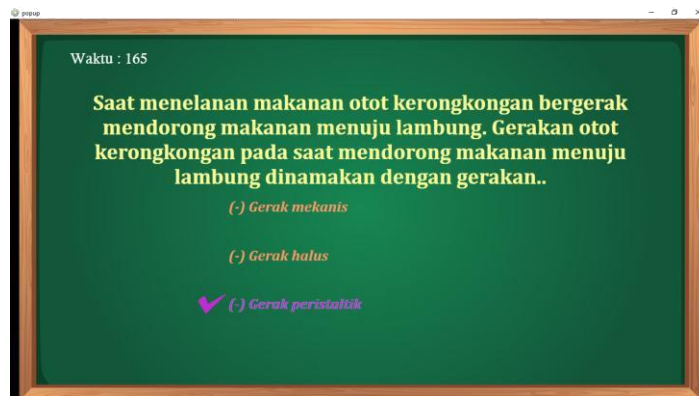 popup
Waktu : 165
Saat menelanan makanan otot kerongkongan bergerak
mendorong makanan menuju lambung. Gerakan otot
kerongkongan pada saat mendorong makanan menuju
lambung dinamakan dengan gerakan..
(-) Gerak mekanis
(-) Gerak halus
(-) Gerak peristaltik